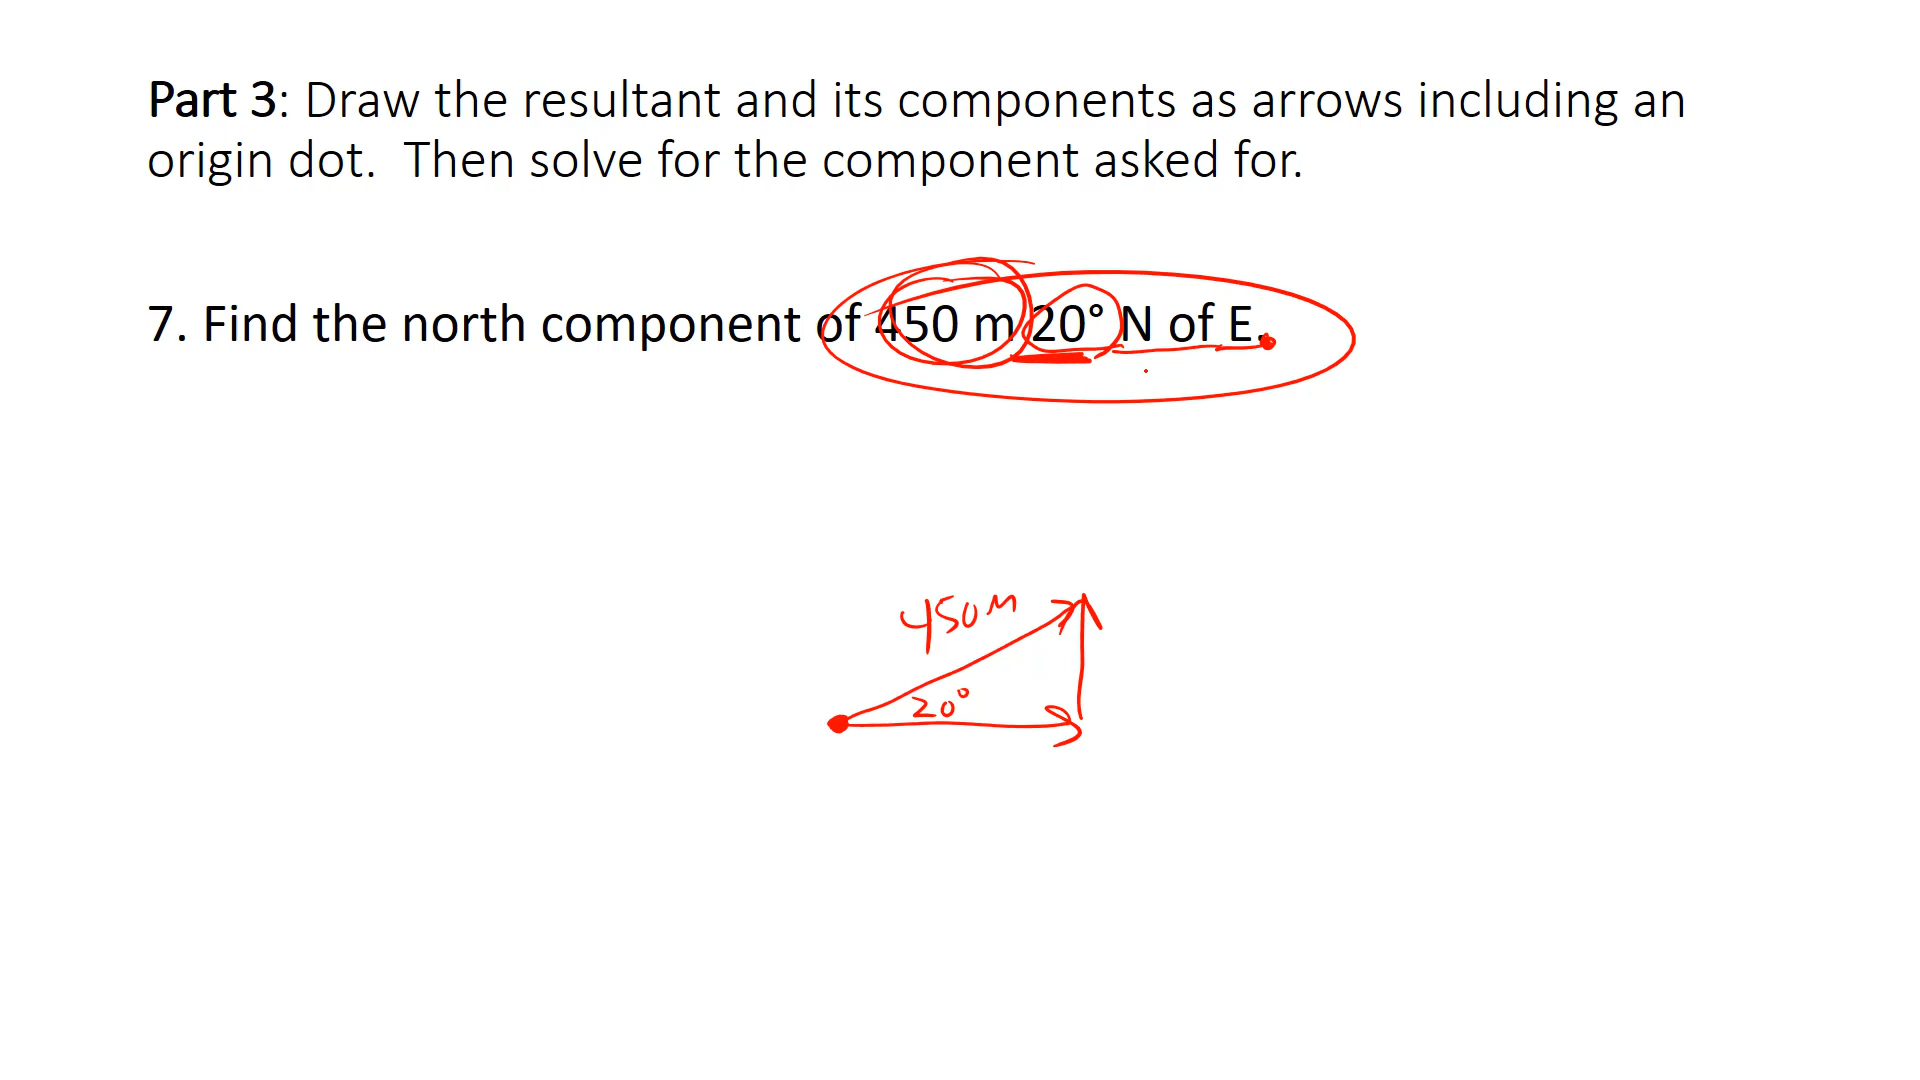 Part 3: Draw the resultant and its components as arrows including an
origin dot. Then solve for the component asked for.
7. Find the north component of 450 m 20° N of E.
450 m
20°